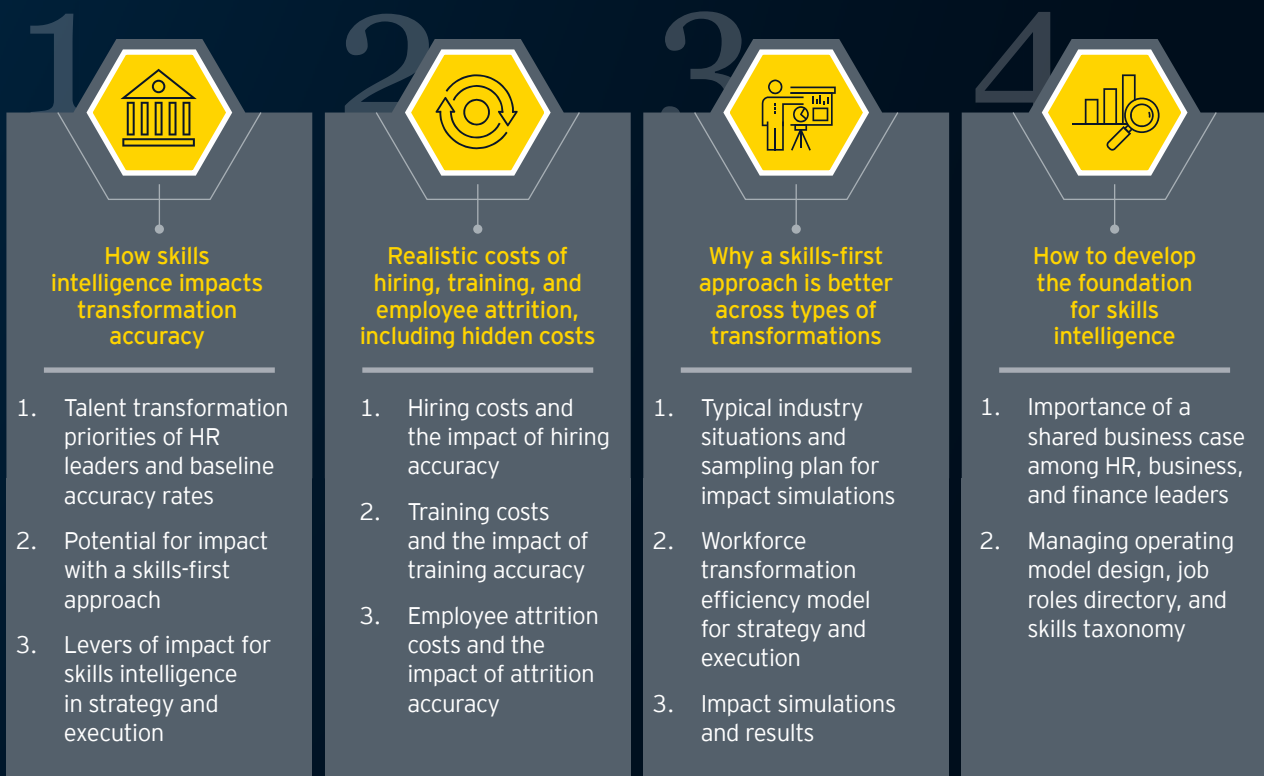 1
How skills
intelligence impacts
transformation
accuracy
1. Talent transformation
priorities of HR
leaders and baseline
accuracy rates
2. Potential for impact
with a skills-first
approach
3. Levers of impact for
skills intelligence
in strategy and
execution
2
Realistic costs of
hiring, training, and
employee attrition,
including hidden costs
1. Hiring costs and
the impact of hiring
accuracy
2. Training costs
and the impact of
training accuracy
3. Employee attrition
costs and the
impact of attrition
accuracy
3
Why a skills-first
approach is better
across types of
transformations
1. Typical industry
situations and
sampling plan for
impact simulations
2. Workforce
transformation
efficiency model
for strategy and
execution
3. Impact simulations
and results
4
How to develop
the foundation
for skills
intelligence
1. Importance of a
shared business case
among HR, business,
and finance leaders
2. Managing operating
model design, job
roles directory, and
skills taxonomy